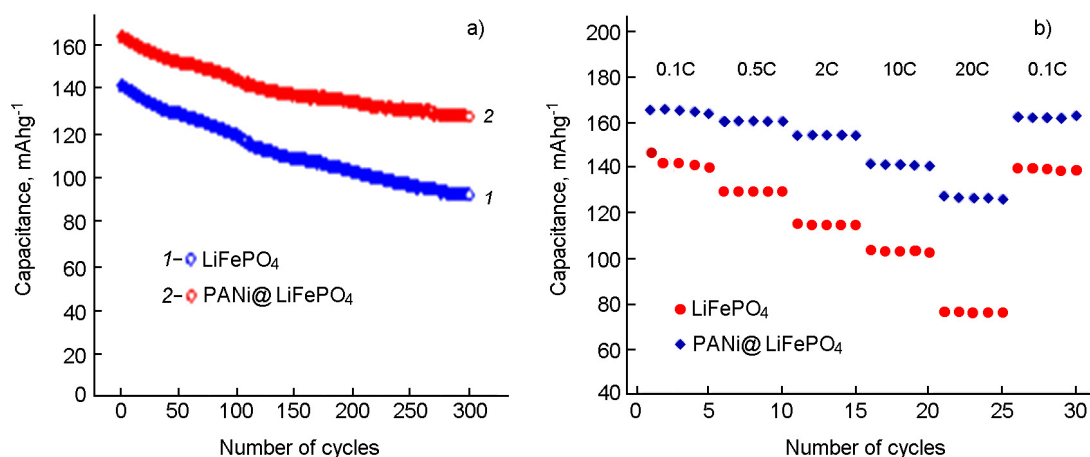 a)
Capacitance, mAhg⁻¹
160
140
120
100
80
60
40
20
0
2
1
1– LiFePO₄
2– PANi@ LiFePO₄
0 50 100 150 200 250 300
Number of cycles
b)
Capacitance, mAhg⁻¹
200
180
160
140
120
100
80
60
40
0.1C 0.5C 2C 10C 20C 0.1C
LiFePO₄
PANi@ LiFePO₄
0 5 10 15 20 25 30
Number of cycles